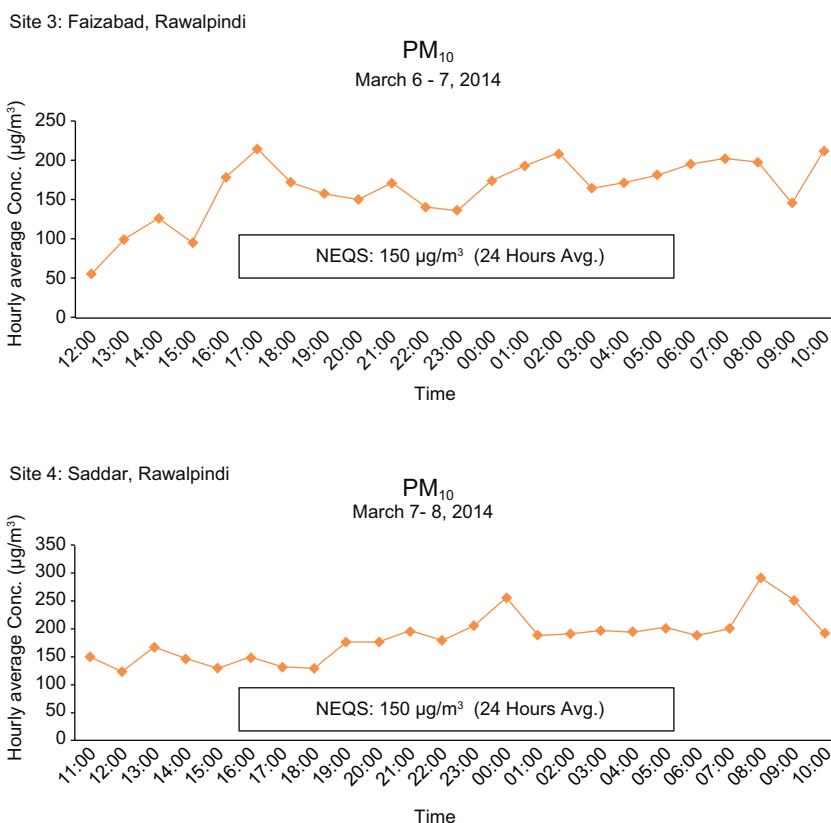 Site 3: Faizabad, Rawalpindi
PM₁₀
March 6 - 7, 2014
Hourly average Conc. (µg/m³)
250
200
150
100
50
0
NEQS: 150 µg/m³ (24 Hours Avg.)
12:00 13:00 14:00 15:00 16:00 17:00 18:00 19:00 20:00 21:00 22:00 23:00 00:00 01:00 02:00 03:00 04:00 05:00 06:00 07:00 08:00 09:00 10:00
Time
Site 4: Saddar, Rawalpindi
PM₁₀
March 7- 8, 2014
Hourly average Conc. (µg/m³)
350
300
250
200
150
100
50
0
NEQS: 150 µg/m³ (24 Hours Avg.)
11:00 12:00 13:00 14:00 15:00 16:00 17:00 18:00 19:00 20:00 21:00 22:00 23:00 00:00 01:00 02:00 03:00 04:00 05:00 06:00 07:00 08:00 09:00 10:00
Time